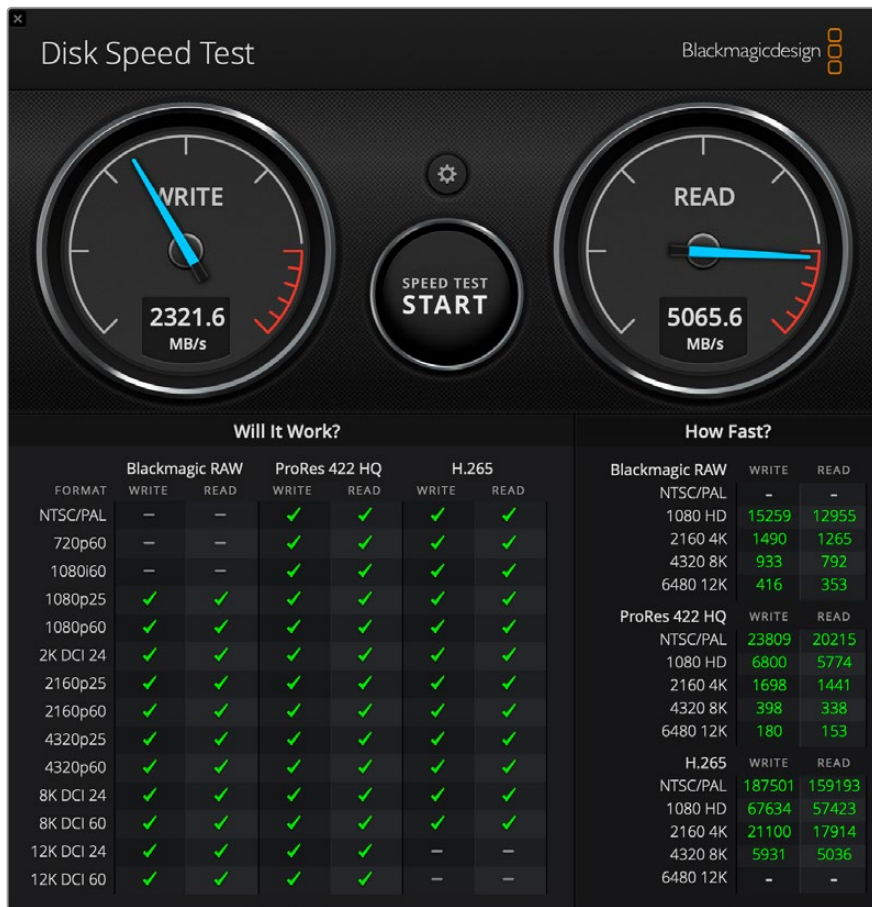 Disk Speed Test
Blackmagicdesign
WRITE
2321.6
MB/s
SPEED TEST
START
READ
5065.6
MB/s
Will It Work?
Blackmagic RAW ProRes 422 HQ H.265
FORMAT WRITE READ WRITE READ WRITE READ
NTSC/PAL – – ✓ ✓ ✓ ✓
720p60 – – ✓ ✓ ✓ ✓
1080i60 – – ✓ ✓ ✓ ✓
1080p25 ✓ ✓ ✓ ✓ ✓ ✓
1080p60 ✓ ✓ ✓ ✓ ✓ ✓
2K DCI 24 ✓ ✓ ✓ ✓ ✓ ✓
2160p25 ✓ ✓ ✓ ✓ ✓ ✓
2160p60 ✓ ✓ ✓ ✓ ✓ ✓
4320p25 ✓ ✓ ✓ ✓ ✓ ✓
4320p60 ✓ ✓ ✓ ✓ ✓ ✓
8K DCI 24 ✓ ✓ ✓ ✓ ✓ ✓
8K DCI 60 ✓ ✓ ✓ ✓ ✓ ✓
12K DCI 24 ✓ ✓ ✓ ✓ – –
12K DCI 60 ✓ ✓ ✓ ✓ – –
How Fast?
Blackmagic RAW WRITE READ
NTSC/PAL - -
1080 HD 15259 12955
2160 4K 1490 1265
4320 8K 933 792
6480 12K 416 353
ProRes 422 HQ WRITE READ
NTSC/PAL 23809 20215
1080 HD 6800 5774
2160 4K 1698 1441
4320 8K 398 338
6480 12K 180 153
H.265 WRITE READ
NTSC/PAL 187501 159193
1080 HD 67634 57423
2160 4K 21100 17914
4320 8K 5931 5036
6480 12K - -